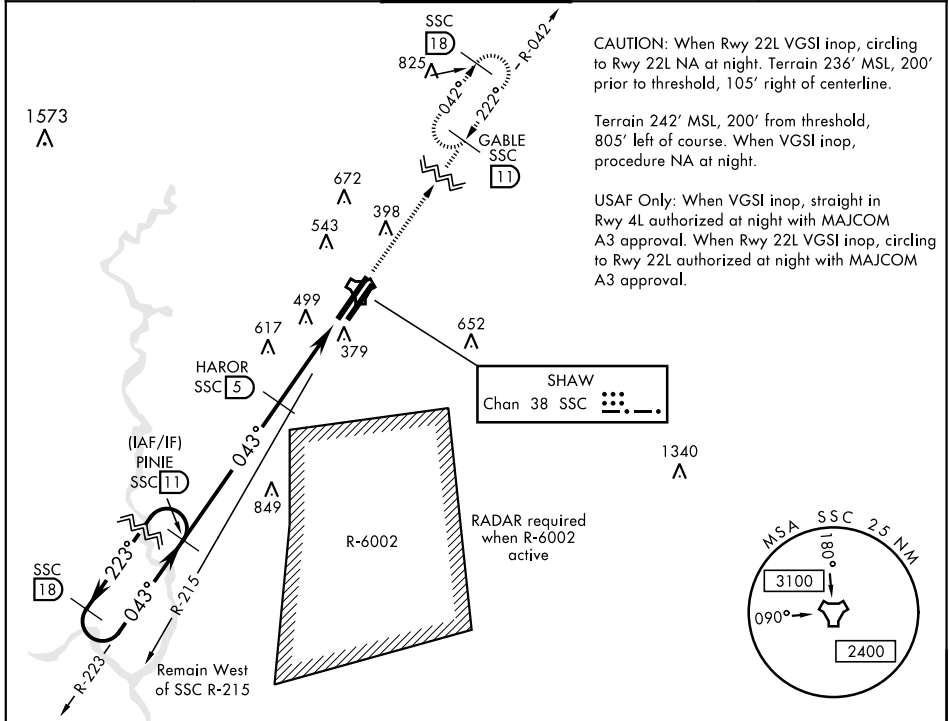 SSC
18
825
R-042
042°
222°
GABLE
SSC
11
CAUTION: When Rwy 22L VGSI inop, circling
to Rwy 22L NA at night. Terrain 236' MSL, 200'
prior to threshold, 105' right of centerline.
Terrain 242' MSL, 200' from threshold,
805' left of course. When VGSI inop,
procedure NA at night.
USAF Only: When VGSI inop, straight in
Rwy 4L authorized at night with MAJCOM
A3 approval. When Rwy 22L VGSI inop, circling
to Rwy 22L authorized at night with MAJCOM
A3 approval.
1573
672
543
398
499
617
379
652
HAROR
SSC 5
SHAW
Chan 38 SSC
043°
(IAF/IF)
PINIE
SSC 11
849
1340
R-6002
RADAR required
when R-6002
active
223°
SSC
18
043°
R-215
R-223
Remain West
of SSC R-215
MSA SSC 25 NM
180°
3100
090°
2400